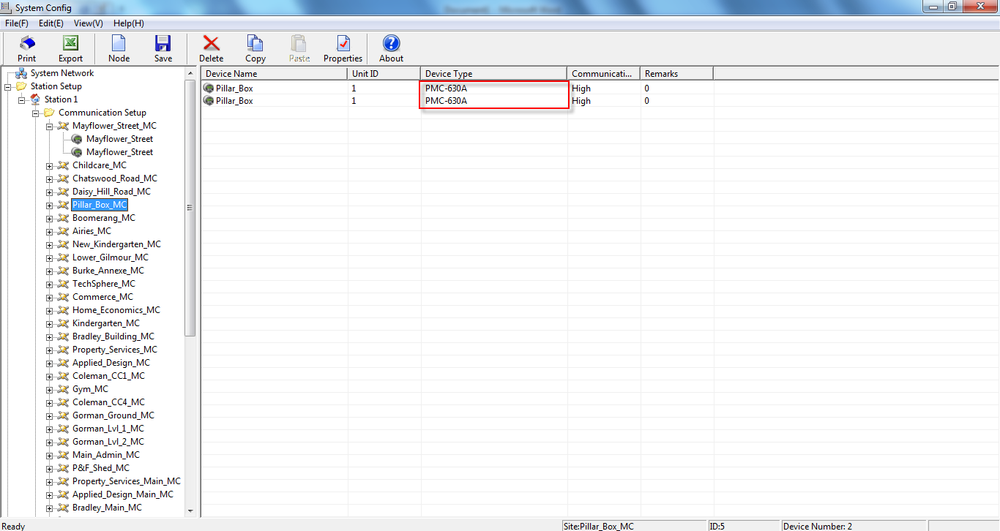 System Config
File(F) Edit(E) View(V) Help(H)
Print Export Node Save Delete Copy Paste Properties About
System Network
Station Setup
Station 1
Communication Setup
Mayflower_Street_MC
Mayflower_Street
Mayflower_Street
Childcare_MC
Chatswood_Road_MC
Daisy_Hill_Road_MC
Pillar_Box_MC
Boomerang_MC
Airies_MC
New_Kindergarten_MC
Lower_Gilmour_MC
Burke_Annexe_MC
TechSphere_MC
Commerce_MC
Home_Economics_MC
Kindergarten_MC
Bradley_Building_MC
Property_Services_MC
Applied_Design_MC
Coleman_CC1_MC
Gym_MC
Coleman_CC4_MC
Gorman_Ground_MC
Gorman_Lvl_1_MC
Gorman_Lvl_2_MC
Main_Admin_MC
P&F_Shed_MC
Property_Services_Main_MC
Applied_Design_Main_MC
Bradley_Main_MC
Device Name Unit ID Device Type Communicati... Remarks
Pillar_Box 1 PMC-630A High 0
Pillar_Box 1 PMC-630A High 0
Ready Site:Pillar_Box_MC ID:5 Device Number: 2